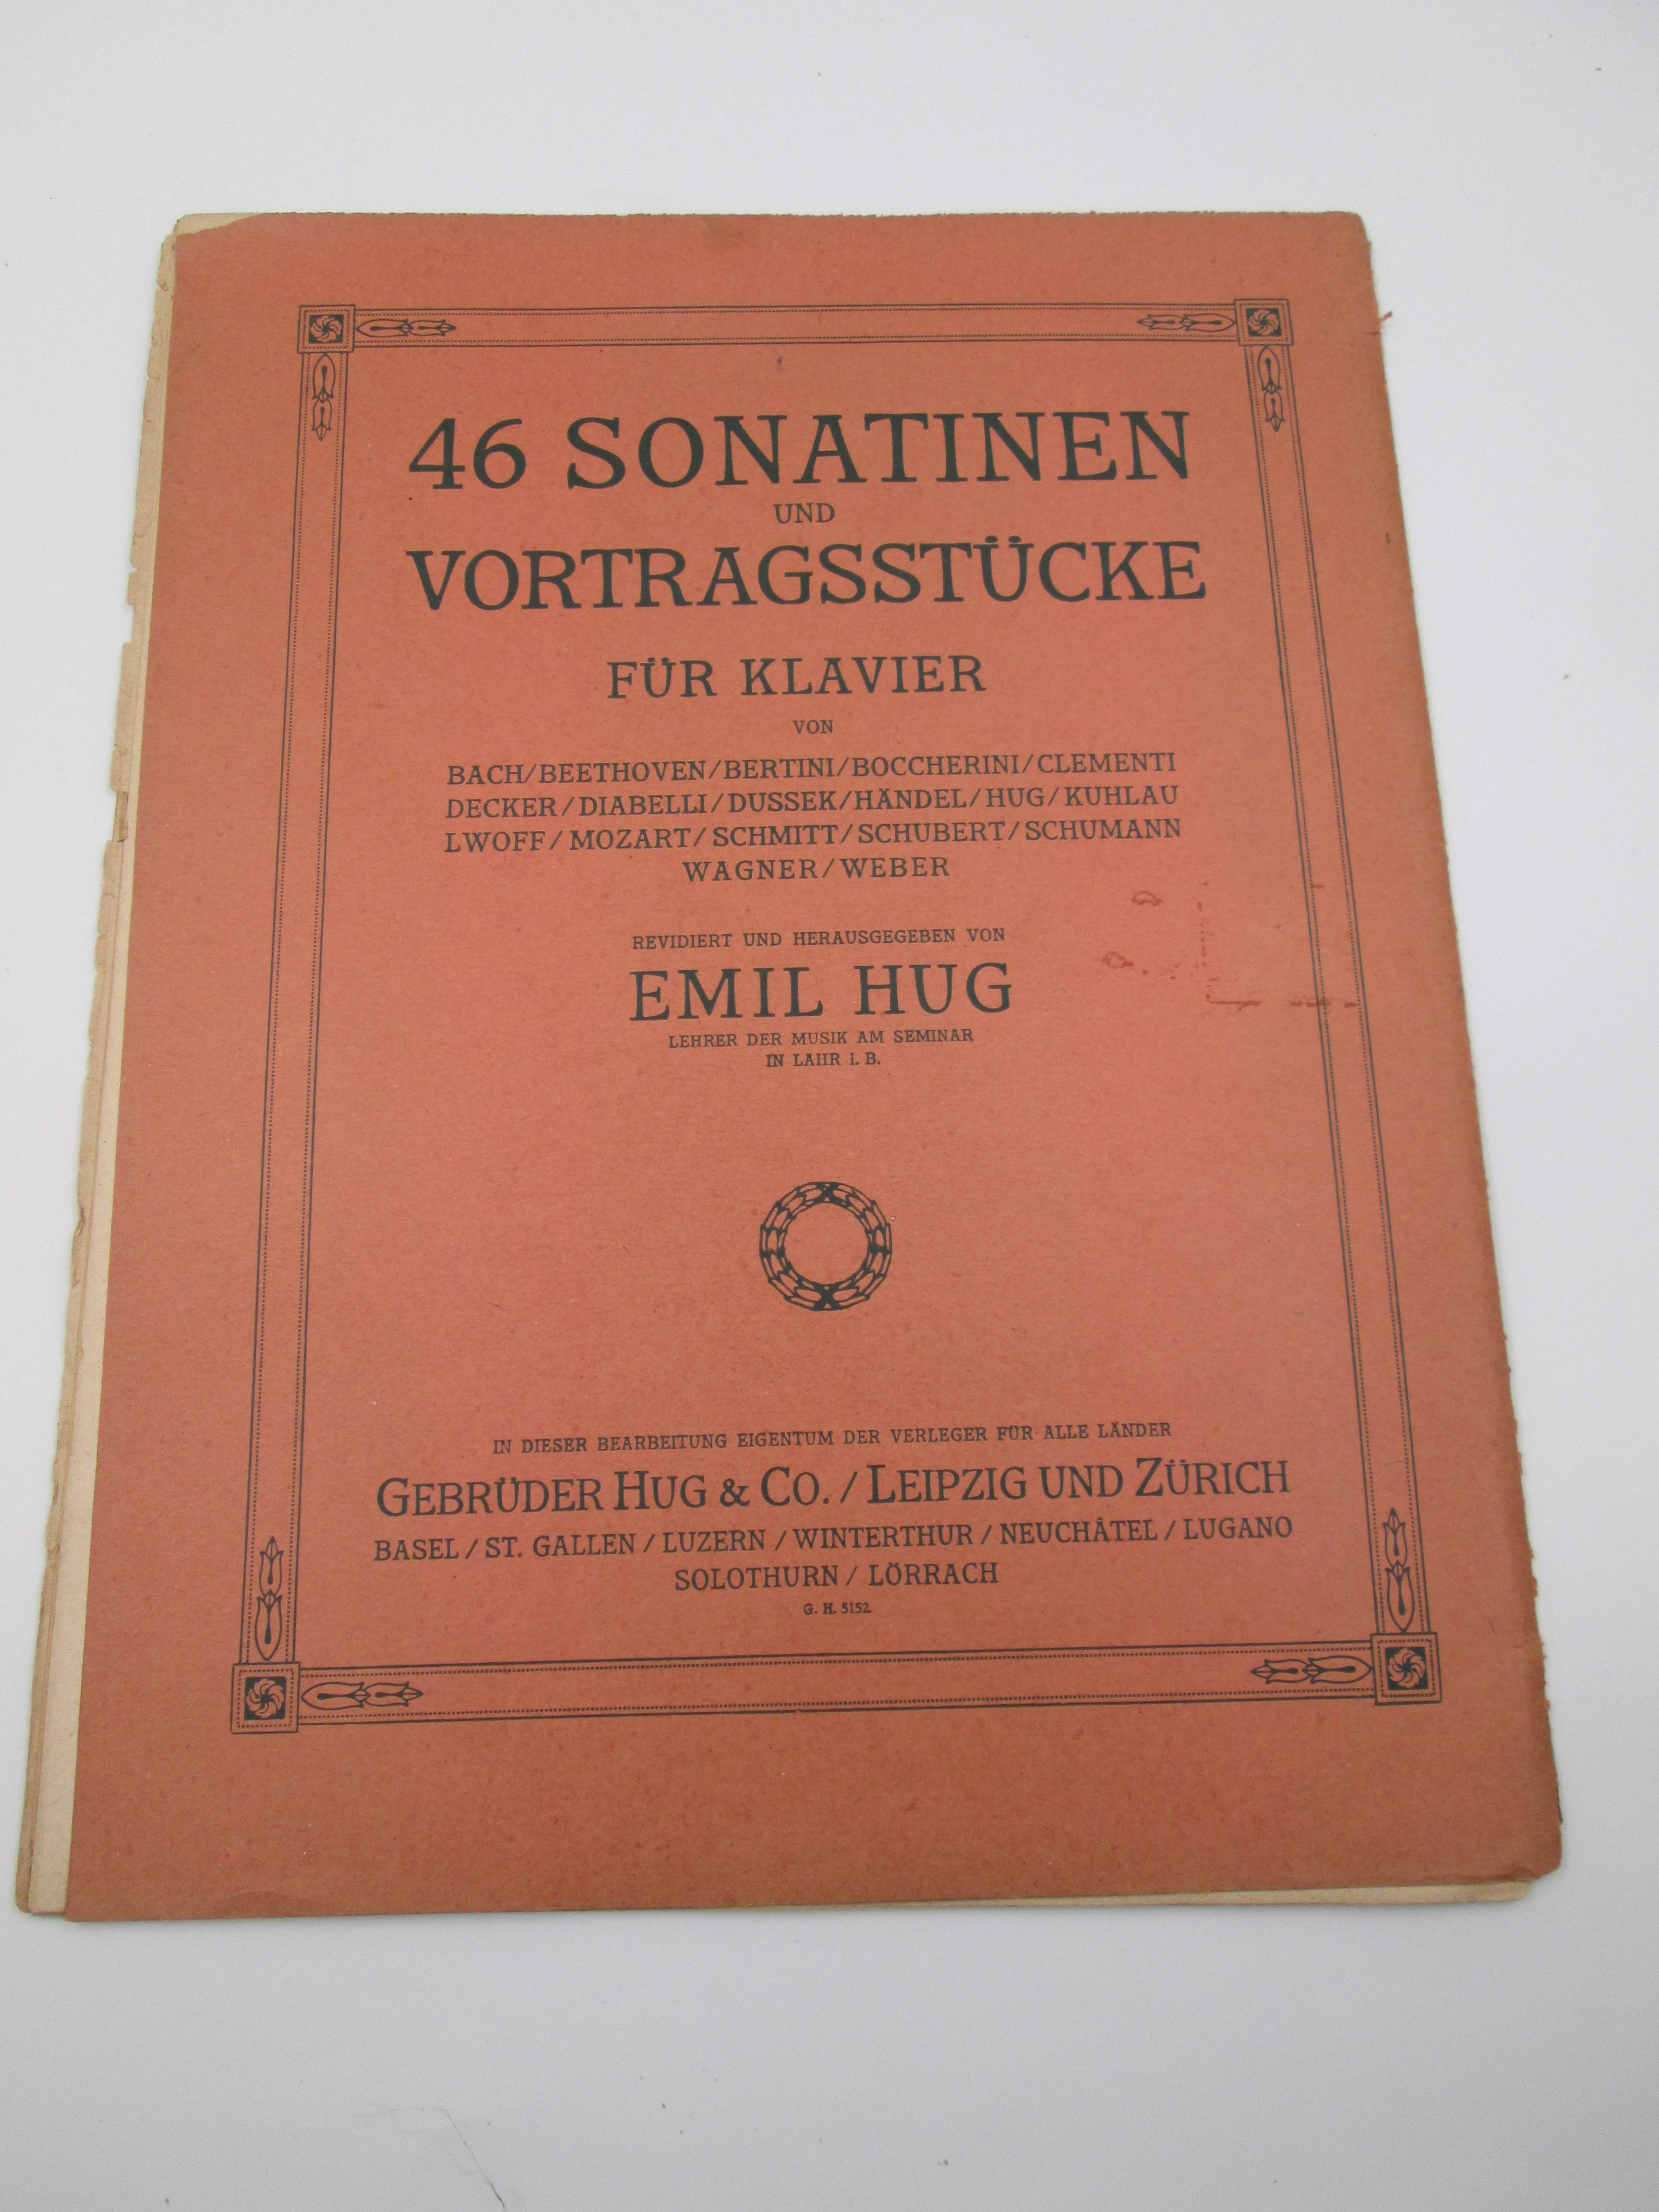 46 SONATINEN
UND
VORTRAGSSTÜCKE
FÜR KLAVIER
VON
BACH/BEETHOVEN/BERTINI/BOCCHERINI/CLEMENTI
DECKER/DIABELLI/DUSSEK/HÄNDEL/HUG/KUHLAU
LWOFF/MOZART/SCHMITT/SCHUBERT/SCHUMANN
WAGNER/WEBER
REVIDIERT UND HERAUSGEGEBEN VON
EMIL HUG
LEHRER DER MUSIK AM SEMINAR
IN LAHR i. B.
IN DIESER BEARBEITUNG EIGENTUM DER VERLEGER FÜR ALLE LÄNDER
GEBRÜDER HUG & CO. / LEIPZIG UND ZÜRICH
BASEL / ST. GALLEN / LUZERN / WINTERTHUR / NEUCHÂTEL / LUGANO
SOLOTHURN / LÖRRACH
G. H. 5152